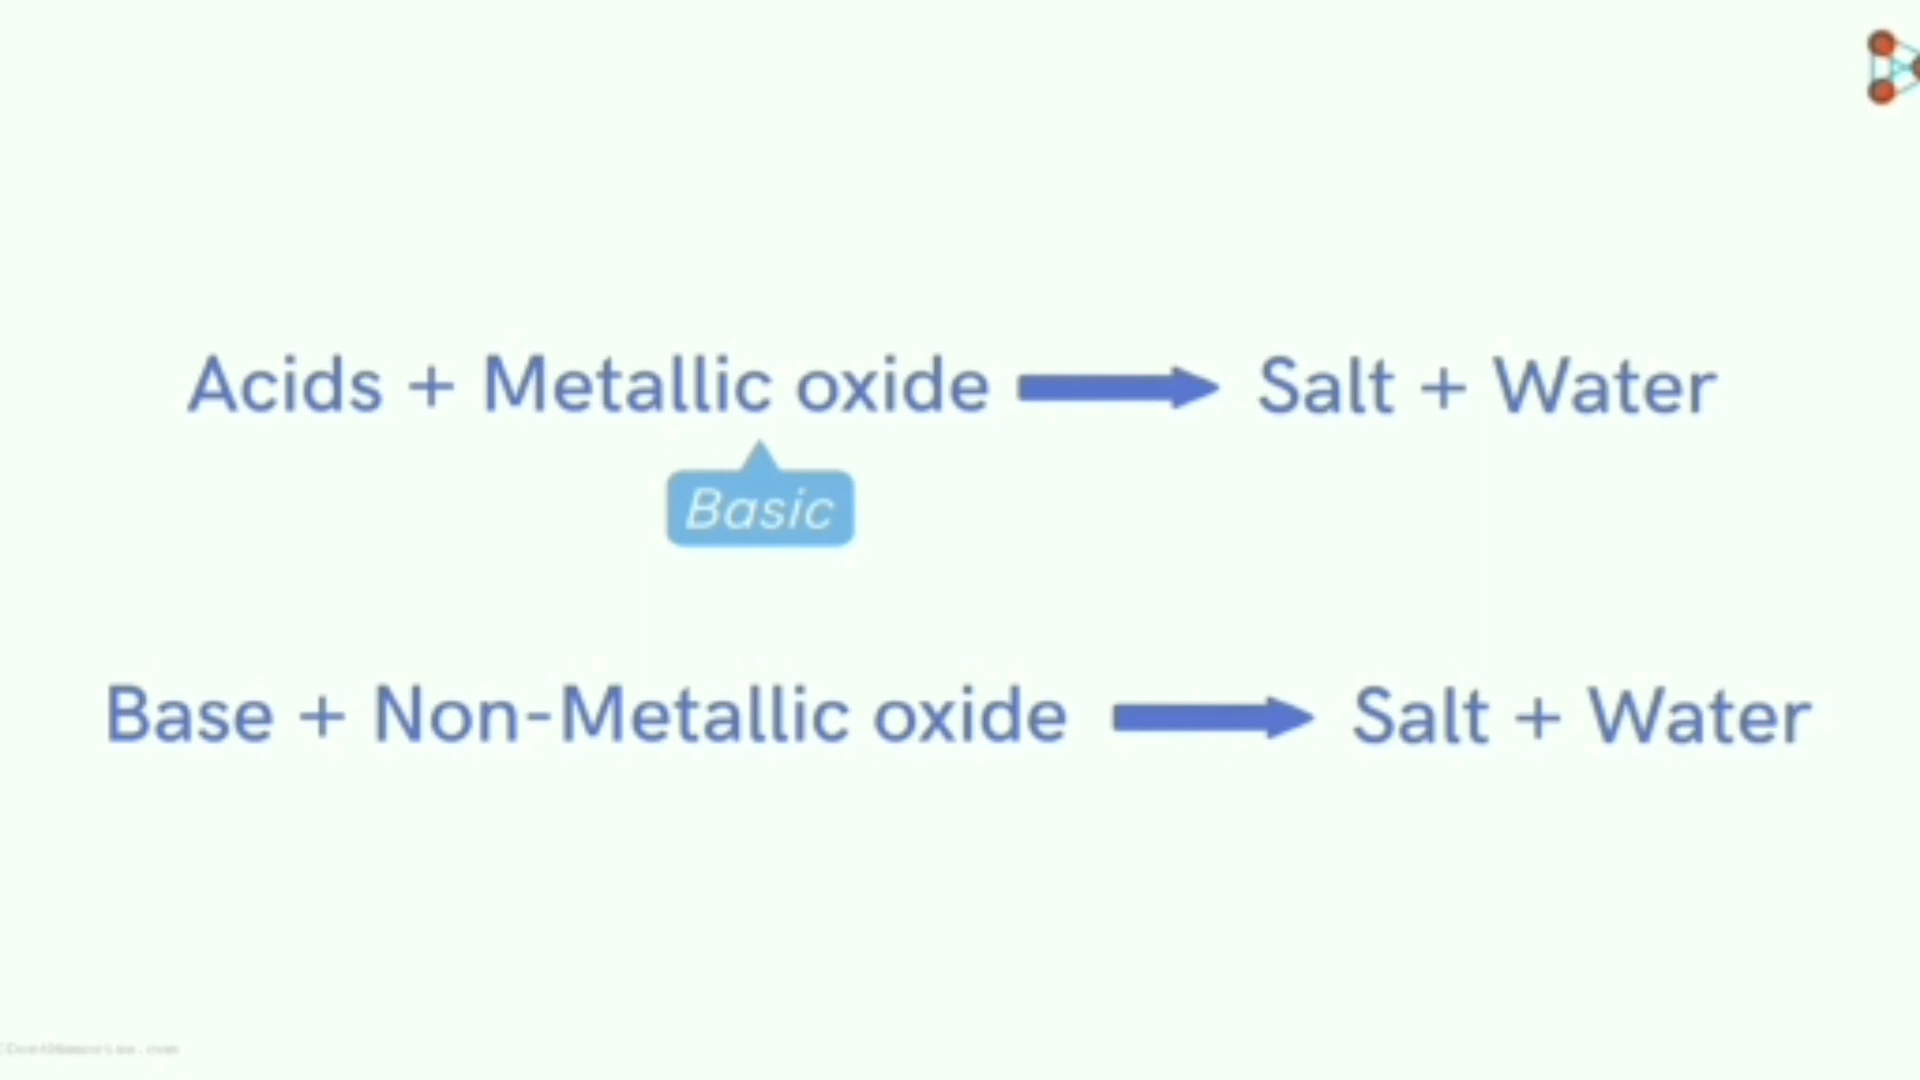 Acids + Metallic oxide → Salt + Water
Basic
Base + Non-Metallic oxide → Salt + Water